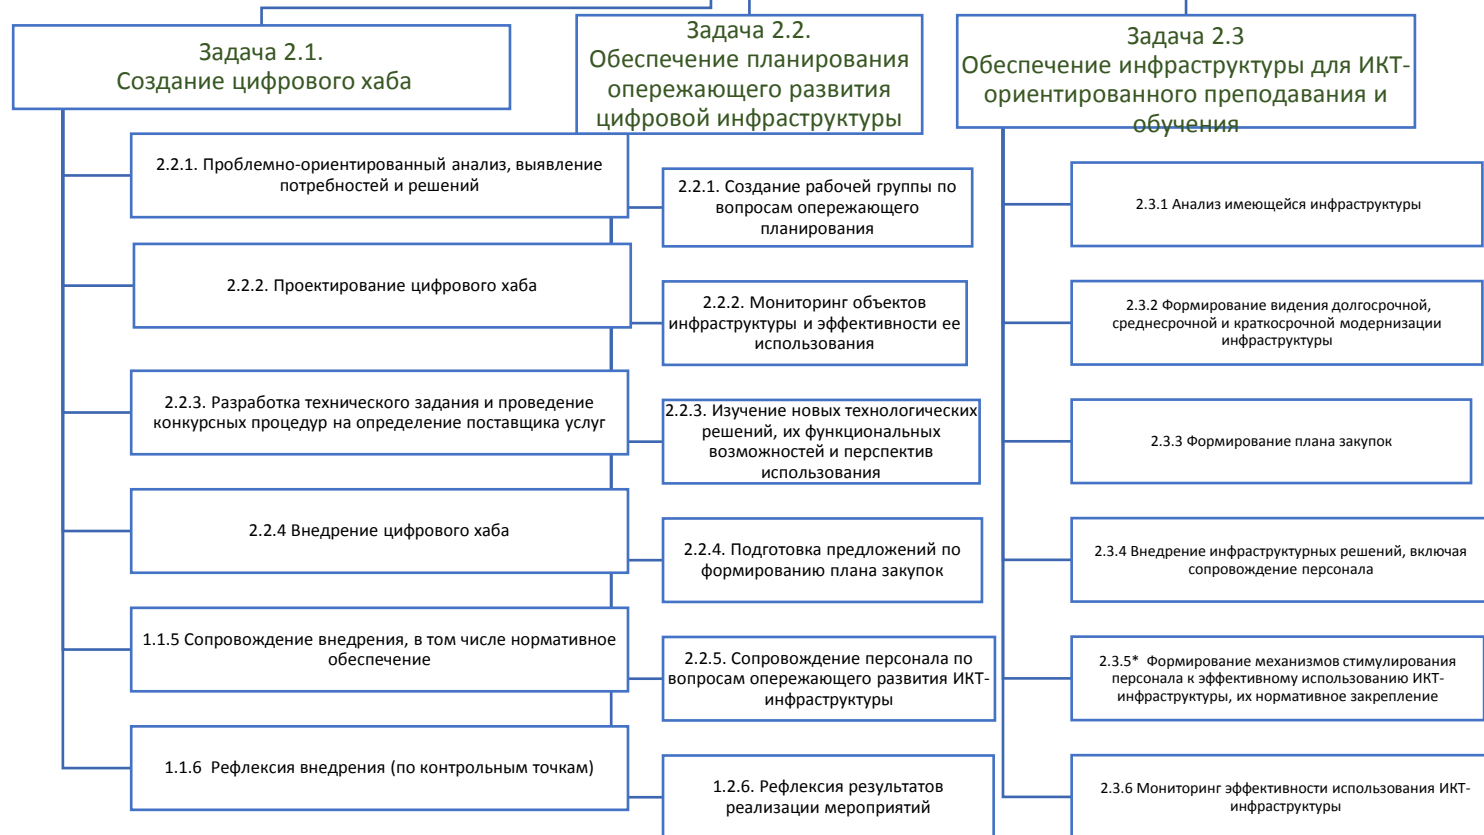 Задача 2.1.
Создание цифрового хаба
2.2.1. Проблемно-ориентированный анализ, выявление
потребностей и решений
2.2.2. Проектирование цифрового хаба
2.2.3. Разработка технического задания и проведение
конкурсных процедур на определение поставщика услуг
2.2.4 Внедрение цифрового хаба
1.1.5 Сопровождение внедрения, в том числе нормативное
обеспечение
1.1.6 Рефлексия внедрения (по контрольным точкам)
Задача 2.2.
Обеспечение планирования
опережающего развития
цифровой инфраструктуры
2.2.1. Создание рабочей группы по
вопросам опережающего
планирования
2.2.2. Мониторинг объектов
инфраструктуры и эффективности ее
использования
2.2.3. Изучение новых технологических
решений, их функциональных
возможностей и перспектив
использования
2.2.4. Подготовка предложений по
формированию плана закупок
2.2.5. Сопровождение персонала по
вопросам опережающего развития ИКТ-
инфраструктуры
1.2.6. Рефлексия результатов
реализации мероприятий
Задача 2.3
Обеспечение инфраструктуры для ИКТ-
ориентированного преподавания и
обучения
2.3.1 Анализ имеющейся инфраструктуры
2.3.2 Формирование видения долгосрочной,
среднесрочной и краткосрочной модернизации
инфраструктуры
2.3.3 Формирование плана закупок
2.3.4 Внедрение инфраструктурных решений, включая
сопровождение персонала
2.3.5* Формирование механизмов стимулирования
персонала к эффективному использованию ИКТ-
инфраструктуры, их нормативное закрепление
2.3.6 Мониторинг эффективности использования ИКТ-
инфраструктуры